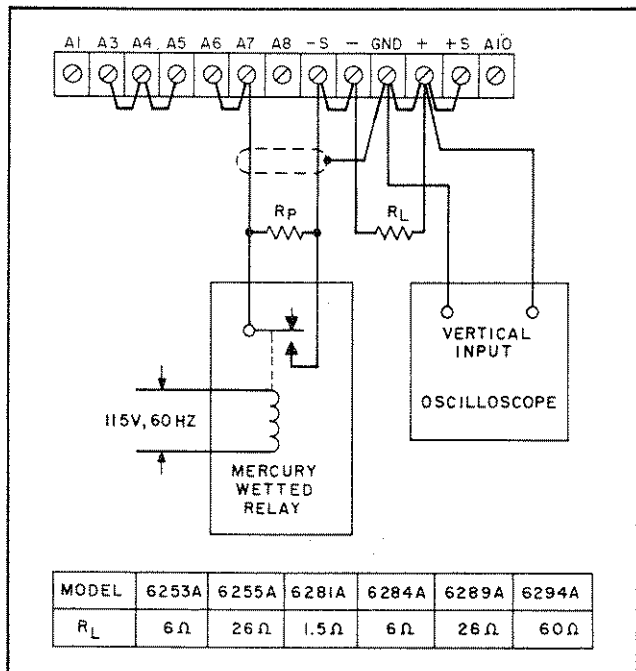 A1 A3 A4 A5 A6 A7 A8 -S - GND + +S A10
RP RL
VERTICAL
INPUT
OSCILLOSCOPE
115V, 60 HZ
MERCURY
WETTED
RELAY
MODEL 6253A 6255A 6281A 6284A 6289A 6294A
RL 6Ω 26Ω 1.5Ω 6Ω 26Ω 60Ω